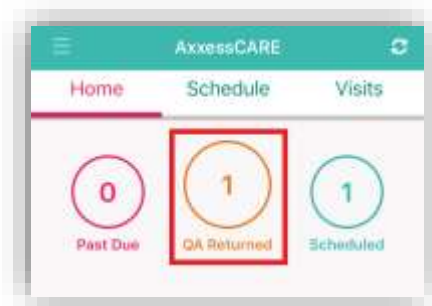 AxxessCARE
Home Schedule Visits
0 1 1
Past Due QA Returned Scheduled